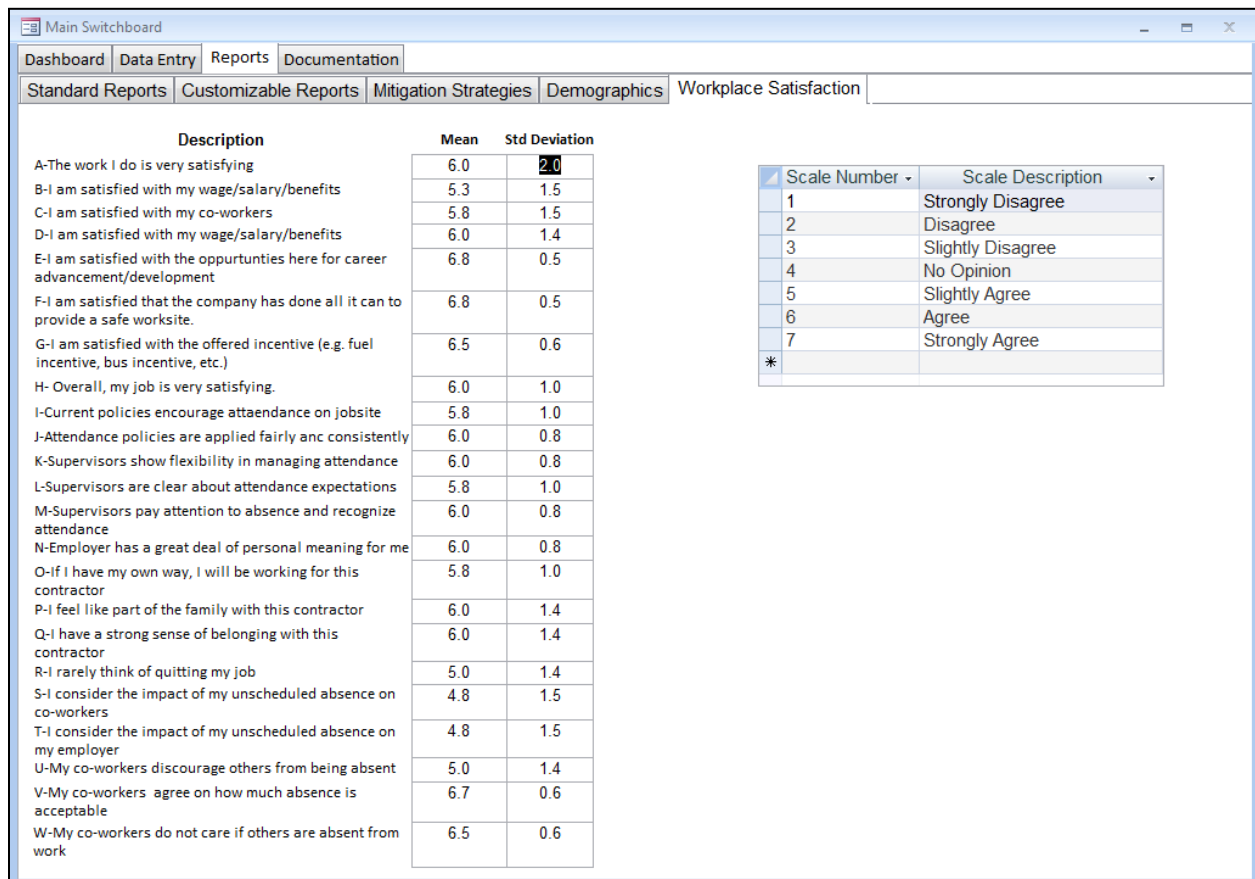 Main Switchboard
Dashboard Data Entry Reports Documentation
Standard Reports Customizable Reports Mitigation Strategies Demographics Workplace Satisfaction
Description Mean Std Deviation
A-The work I do is very satisfying 6.0 2.0
B-I am satisfied with my wage/salary/benefits 5.3 1.5
C-I am satisfied with my co-workers 5.8 1.5
D-I am satisfied with my wage/salary/benefits 6.0 1.4
E-I am satisfied with the oppurtunties here for career 6.8 0.5
advancement/development
F-I am satisfied that the company has done all it can to 6.8 0.5
provide a safe worksite.
G-I am satisfied with the offered incentive (e.g. fuel 6.5 0.6
incentive, bus incentive, etc.)
H- Overall, my job is very satisfying. 6.0 1.0
I-Current policies encourage attaendance on jobsite 5.8 1.0
J-Attendance policies are applied fairly anc consistently 6.0 0.8
K-Supervisors show flexibility in managing attendance 6.0 0.8
L-Supervisors are clear about attendance expectations 5.8 1.0
M-Supervisors pay attention to absence and recognize 6.0 0.8
attendance
N-Employer has a great deal of personal meaning for me 6.0 0.8
O-If I have my own way, I will be working for this 5.8 1.0
contractor
P-I feel like part of the family with this contractor 6.0 1.4
Q-I have a strong sense of belonging with this 6.0 1.4
contractor
R-I rarely think of quitting my job 5.0 1.4
S-I consider the impact of my unscheduled absence on 4.8 1.5
co-workers
T-I consider the impact of my unscheduled absence on 4.8 1.5
my employer
U-My co-workers discourage others from being absent 5.0 1.4
V-My co-workers agree on how much absence is 6.7 0.6
acceptable
W-My co-workers do not care if others are absent from 6.5 0.6
work
Scale Number Scale Description
1 Strongly Disagree
2 Disagree
3 Slightly Disagree
4 No Opinion
5 Slightly Agree
6 Agree
7 Strongly Agree